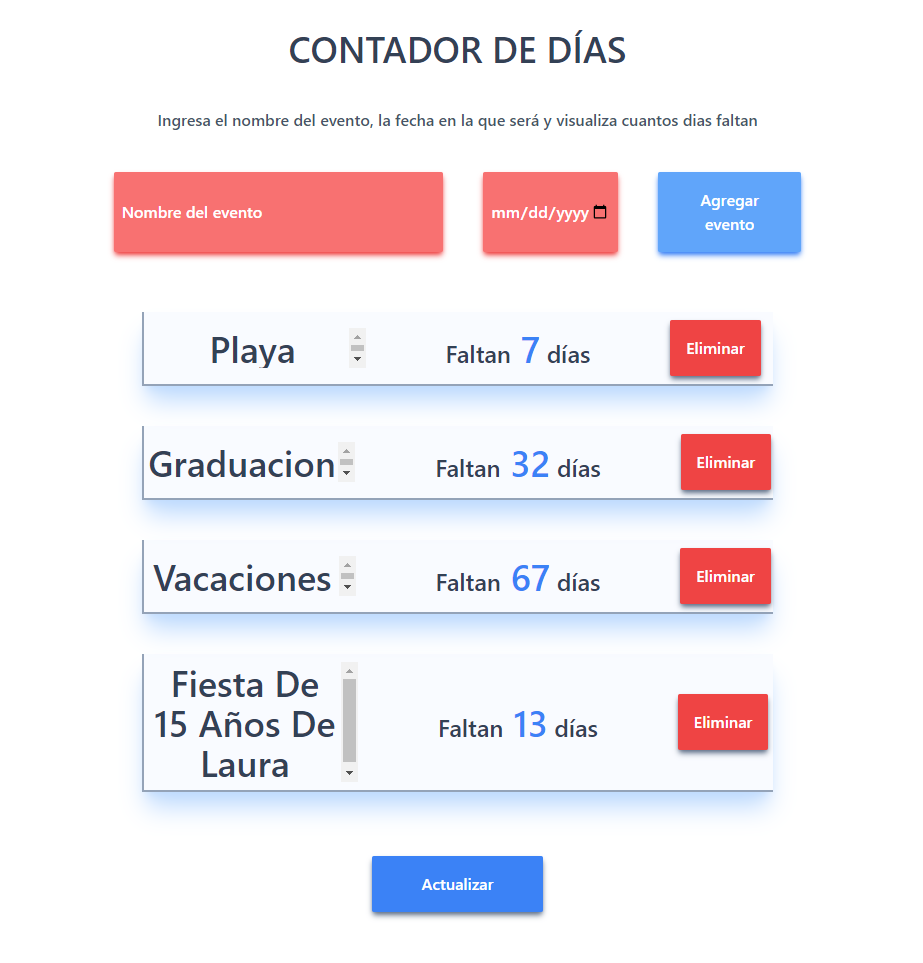 CONTADOR DE DÍAS
Ingresa el nombre del evento, la fecha en la que será y visualiza cuantos dias faltan
Nombre del evento
mm/dd/yyyy
Agregar
evento
Playa
Faltan 7 días
Eliminar
Graduacion
Faltan 32 días
Eliminar
Vacaciones
Faltan 67 días
Eliminar
Fiesta De
15 Años De
Laura
Faltan 13 días
Eliminar
Actualizar